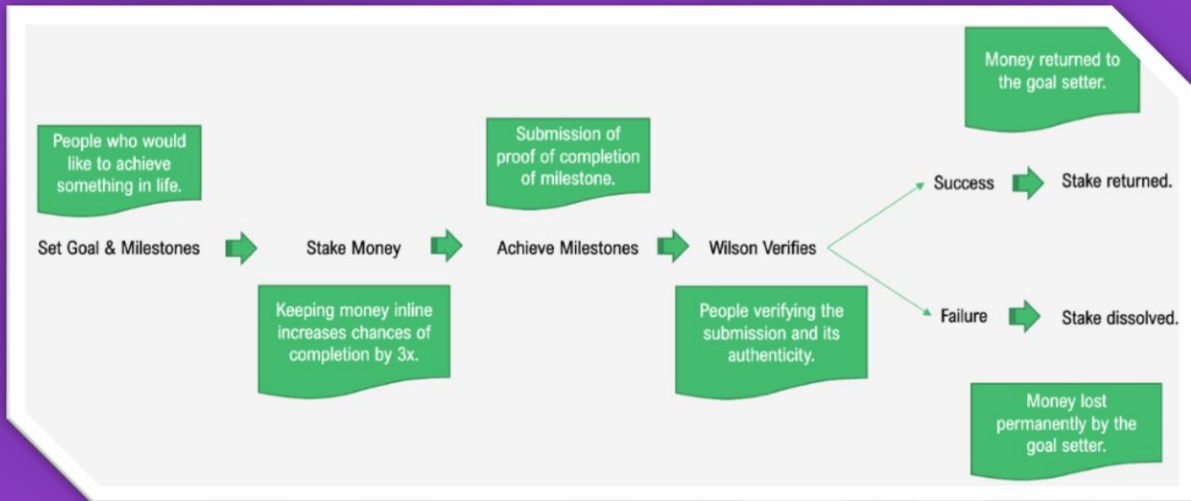 People who would
like to achieve
something in life.
Set Goal & Milestones
Stake Money
Keeping money inline
increases chances of
completion by 3x.
Submission of
proof of completion
of milestone.
Achieve Milestones
Wilson Verifies
People verifying the
submission and its
authenticity.
Money returned to
the goal setter.
Success
Stake returned.
Failure
Stake dissolved.
Money lost
permanently by the
goal setter.